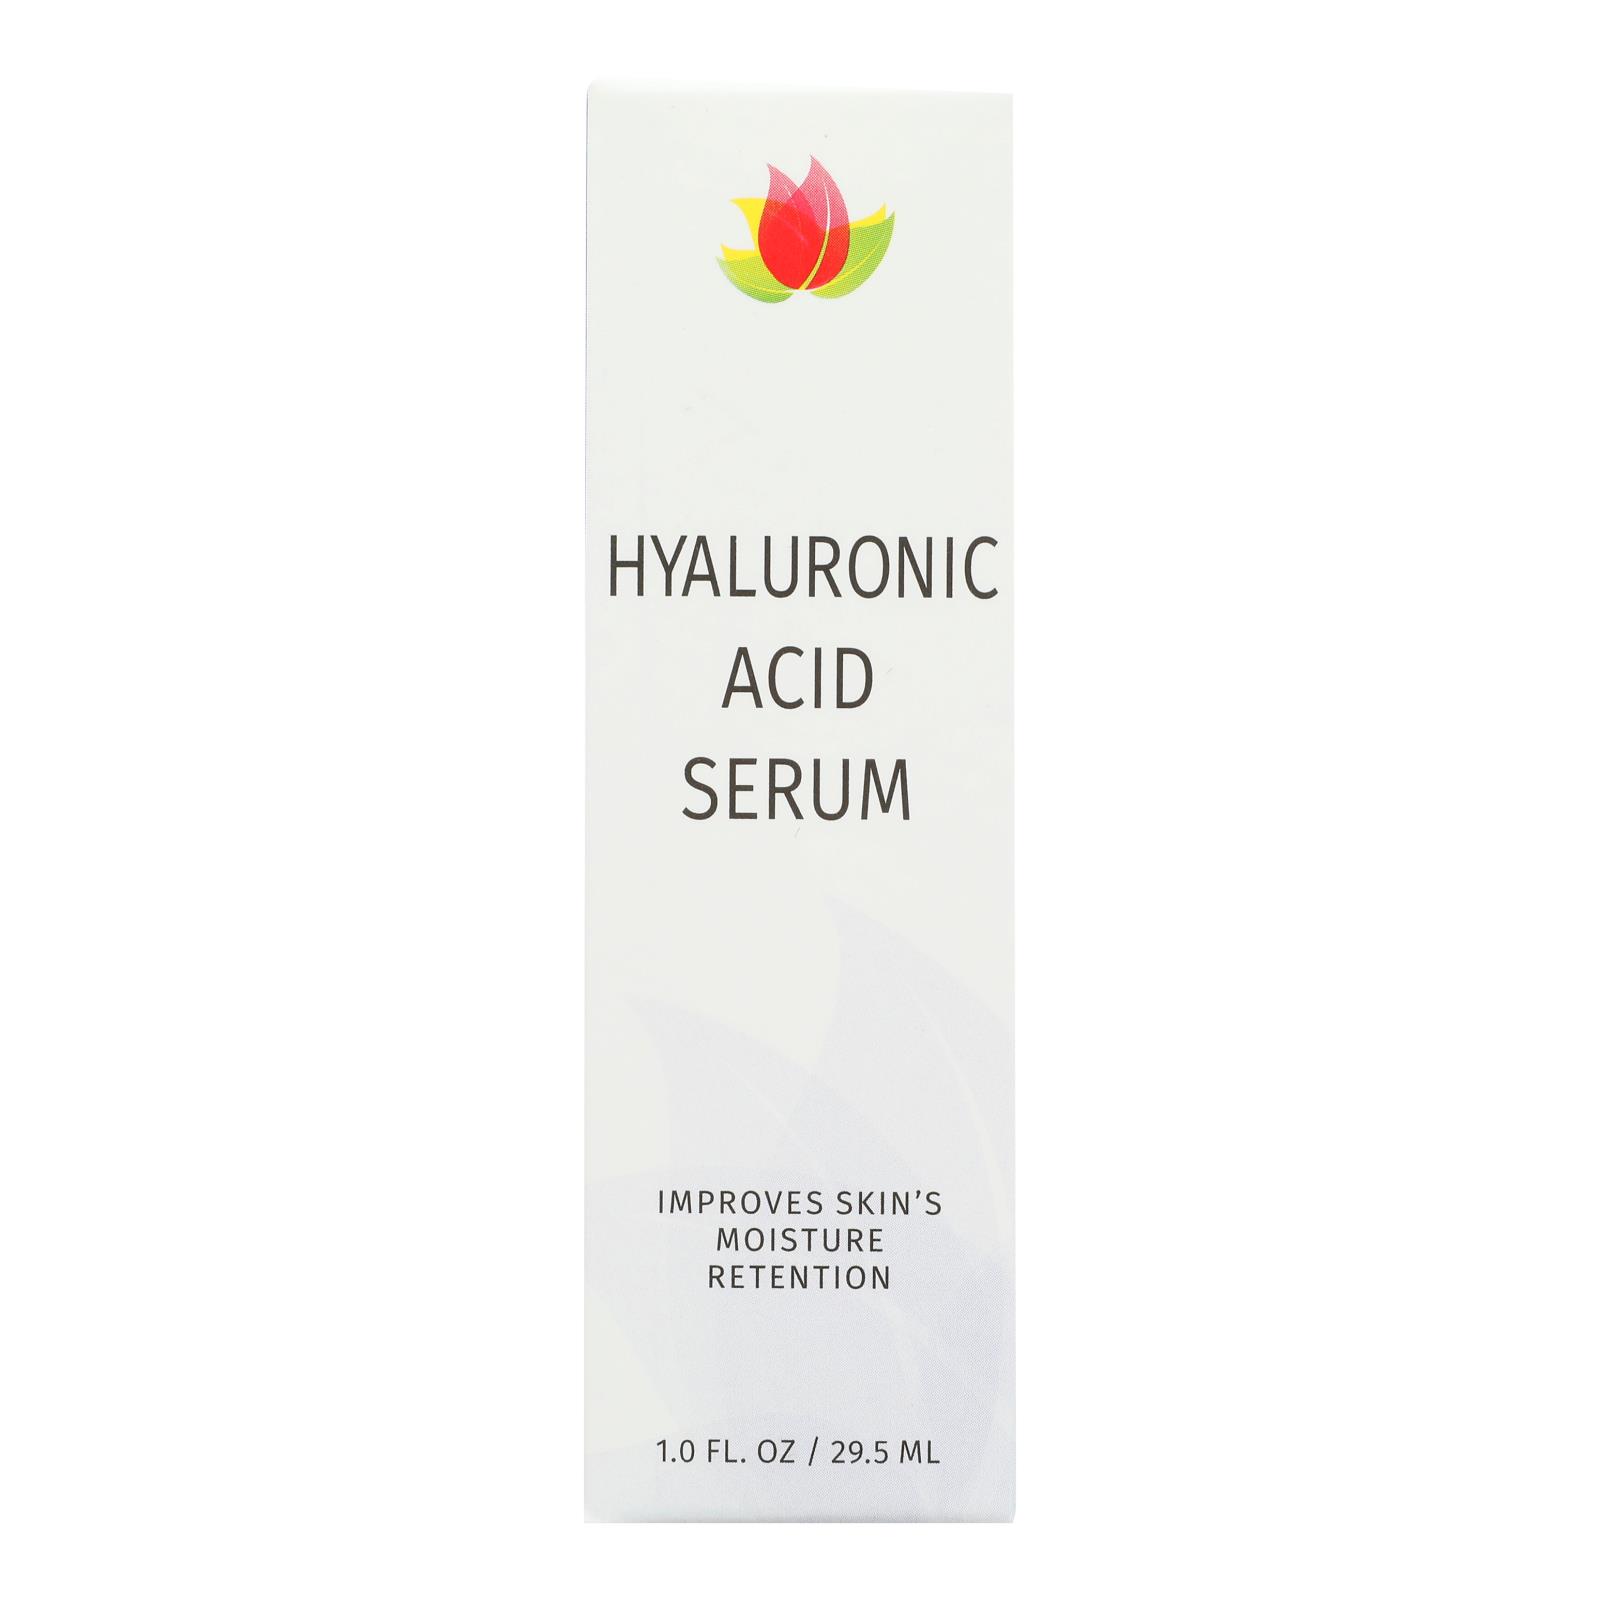 HYALURONIC
ACID
SERUM
IMPROVES SKIN'S
MOISTURE
RETENTION
1.0 FL. OZ / 29.5 ML